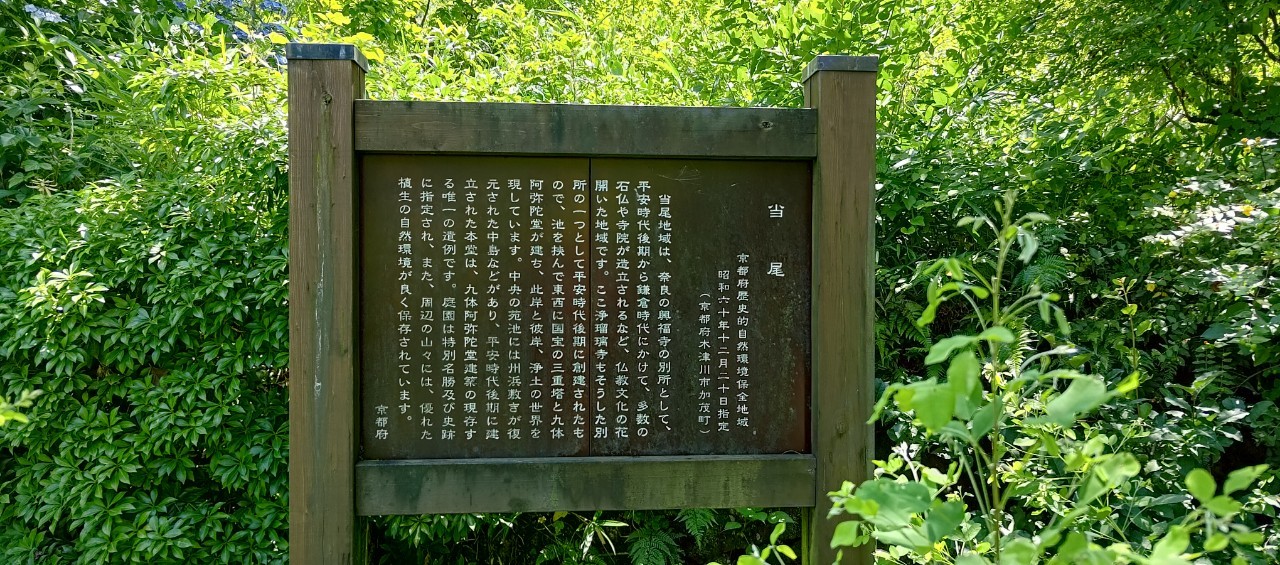 当尾
京都府歴史的自然環境保全地域
昭和六十年十二月二十日指定
(京都府木津川市加茂町)
当尾地域は、奈良の興福寺の別所として、
平安時代後期から鎌倉時代にかけて、多数の
石仏や寺院が造立されるなど、仏教文化の花
開いた地域です。ここ浄瑠璃寺もそうした別
所の一つとして平安時代後期に創建されたも
ので、池を挟んで東西に国宝の三重塔と九体
阿弥陀堂が建ち、此岸と彼岸、浄土の世界を
現しています。中央の苑池には州浜敷きが復
元された中島などがあり、平安時代後期に建
立された本堂は、九体阿弥陀堂建築の現存す
る唯一の遺例です。庭園は特別名勝及び史跡
に指定され、また、周辺の山々には、優れた
植生の自然環境が良く保存されています。
京都府